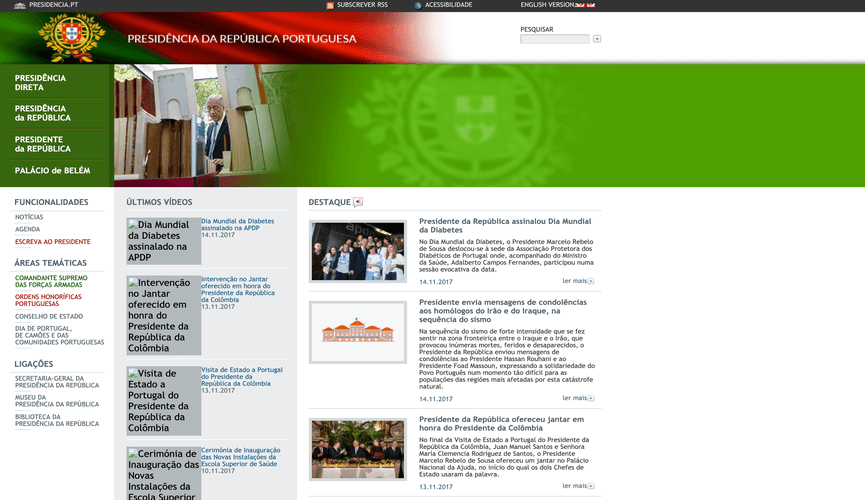 PRESIDENCIA.PT
SUBSCREVER RSS
ACESSIBILIDADE
ENGLISH VERSION
PRESIDÊNCIA DA REPÚBLICA PORTUGUESA
PESQUISAR
PRESIDÊNCIA
DIRETA
PRESIDÊNCIA
da REPÚBLICA
PRESIDENTE
da REPÚBLICA
PALÁCIO de BELÉM
FUNCIONALIDADES
NOTÍCIAS
AGENDA
ESCREVA AO PRESIDENTE
ÁREAS TEMÁTICAS
COMANDANTE SUPREMO
DAS FORÇAS ARMADAS
ORDENS HONORÍFICAS
PORTUGUESAS
CONSELHO DE ESTADO
DIA DE PORTUGAL,
DE CAMÕES E DAS
COMUNIDADES PORTUGUESAS
LIGAÇÕES
SECRETARIA-GERAL DA
PRESIDÊNCIA DA REPÚBLICA
MUSEU DA
PRESIDÊNCIA DA REPÚBLICA
BIBLIOTECA DA
PRESIDÊNCIA DA REPÚBLICA
ÚLTIMOS VÍDEOS
Dia Mundial
da Diabetes
assinalado na
APDP
Dia Mundial da Diabetes
assinalado na APDP
14.11.2017
Intervenção
no Jantar
oferecido em
honra do
Presidente da
República da
Colômbia
Intervenção no Jantar
oferecido em honra do
Presidente da República
da Colômbia
13.11.2017
Visita de
Estado a
Portugal do
Presidente da
República da
Colômbia
Visita de Estado a Portugal
do Presidente da
República da Colômbia
13.11.2017
Cerimónia de
Inauguração
das Novas
Instalações da
Escola Superior
Cerimónia de Inauguração
das Novas Instalações da
Escola Superior de Saúde
10.11.2017
DESTAQUE
Presidente da República assinalou Dia Mundial
da Diabetes
No Dia Mundial da Diabetes, o Presidente Marcelo Rebelo
de Sousa deslocou-se à sede da Associação Protetora dos
Diabéticos de Portugal onde, acompanhado do Ministro
da Saúde, Adalberto Campos Fernandes, participou numa
sessão evocativa da data.
14.11.2017
ler mais
Presidente envia mensagens de condolências
aos homólogos do Irão e do Iraque, na
sequência do sismo
Na sequência do sismo de forte intensidade que se fez
sentir na zona fronteiriça entre o Iraque e o Irão, que
provocou inúmeras mortes, feridos e desaparecidos, o
Presidente da República enviou mensagens de
condolências ao Presidente Hassan Rouhani e ao
Presidente Foad Massoun, expressando a solidariedade do
Povo Português num momento tão difícil para as
populações das regiões mais afetadas por esta catástrofe
natural.
14.11.2017
ler mais
Presidente da República ofereceu jantar em
honra do Presidente da Colômbia
No final da Visita de Estado a Portugal do Presidente da
República da Colômbia, Juan Manuel Santos e Senhora
Maria Clemencia Rodriguez de Santos, o Presidente
Marcelo Rebelo de Sousa ofereceu um jantar no Palácio
Nacional da Ajuda, no início do qual os dois Chefes de
Estado usaram da palavra.
13.11.2017
ler mais